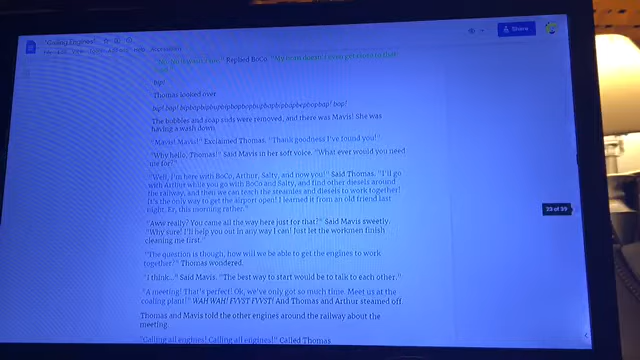 "Coaling Engines"
Share
Replied BoCo.
bip!
Thomas looked over
The bubbles and soap suds were removed, and there was Mavis! She was
having a wash down
"Mavis! Mavis!" Exclaimed Thomas. "Thank goodness I've found you!"
"Why hello, Thomas!" Said Mavis in her soft voice. "What ever would you need
me for?"
"Well, I'm here with BoCo, Arthur, Salty, and now you!" Said Thomas. "I'll go
with Arthur while you go with BoCo and Salty, and find other diesels around
the railway, and then we can teach the steamies and diesels to work together!
It's the only way to get the airport open! I learned it from an old friend last
night. Er, this morning rather."
"Aww really? You came all the way here just for that?" Said Mavis sweetly.
"Why sure! I'll help you out in any way I can! Just let the workmen finish
cleaning me first."
"The question is though, how will we be able to get the engines to work
together?" Thomas wondered.
"I think..." Said Mavis. "The best way to start would be to talk to each other."
"A meeting! That's perfect! Ok, we've only got so much time. Meet us at the
coaling plant!" WAH WAH! FVVST FVVST! And Thomas and Arthur steamed off.
Thomas and Mavis told the other engines around the railway about the
meeting.
"Calling all engines! Calling all engines!" Called Thomas
33 of 39